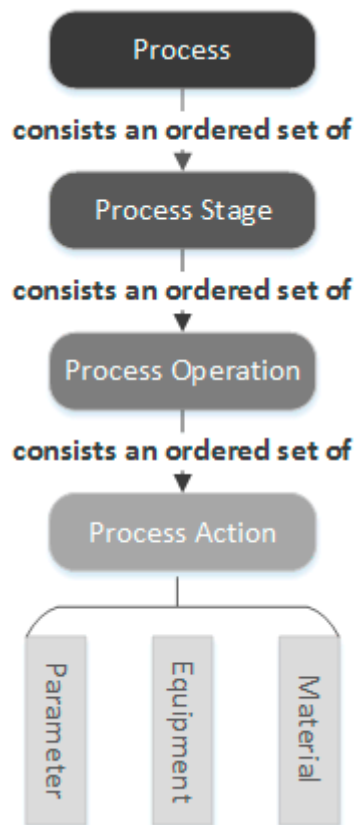 Process
consists an ordered set of
Process Stage
consists an ordered set of
Process Operation
consists an ordered set of
Process Action
Parameter
Equipment
Material